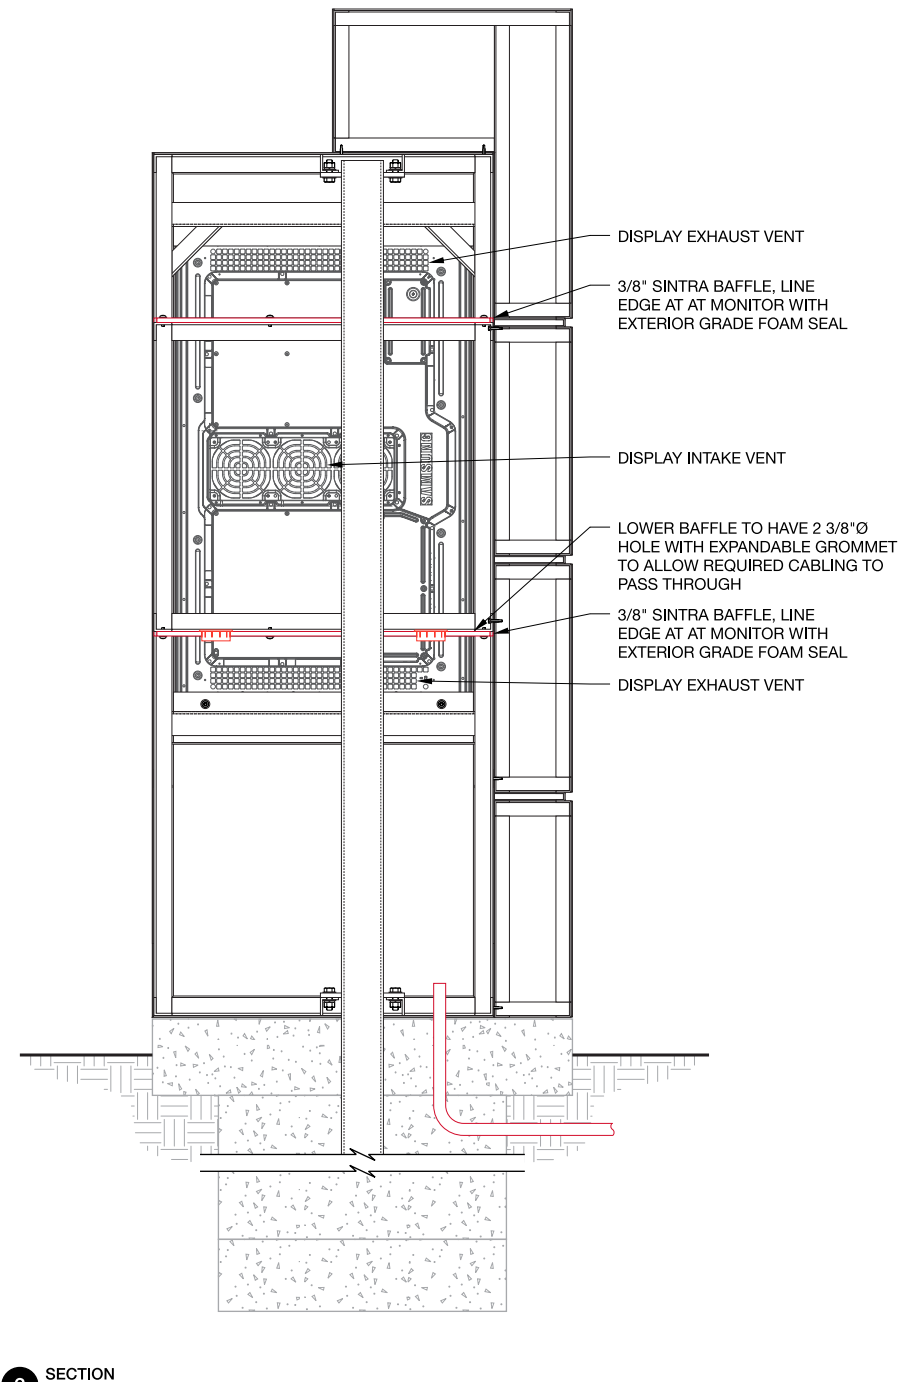 DISPLAY EXHAUST VENT
3/8" SINTRA BAFFLE, LINE
EDGE AT AT MONITOR WITH
EXTERIOR GRADE FOAM SEAL
SAMSUNG
DISPLAY INTAKE VENT
LOWER BAFFLE TO HAVE 2 3/8"Ø
HOLE WITH EXPANDABLE GROMMET
TO ALLOW REQUIRED CABLING TO
PASS THROUGH
3/8" SINTRA BAFFLE, LINE
EDGE AT AT MONITOR WITH
EXTERIOR GRADE FOAM SEAL
DISPLAY EXHAUST VENT
SECTION